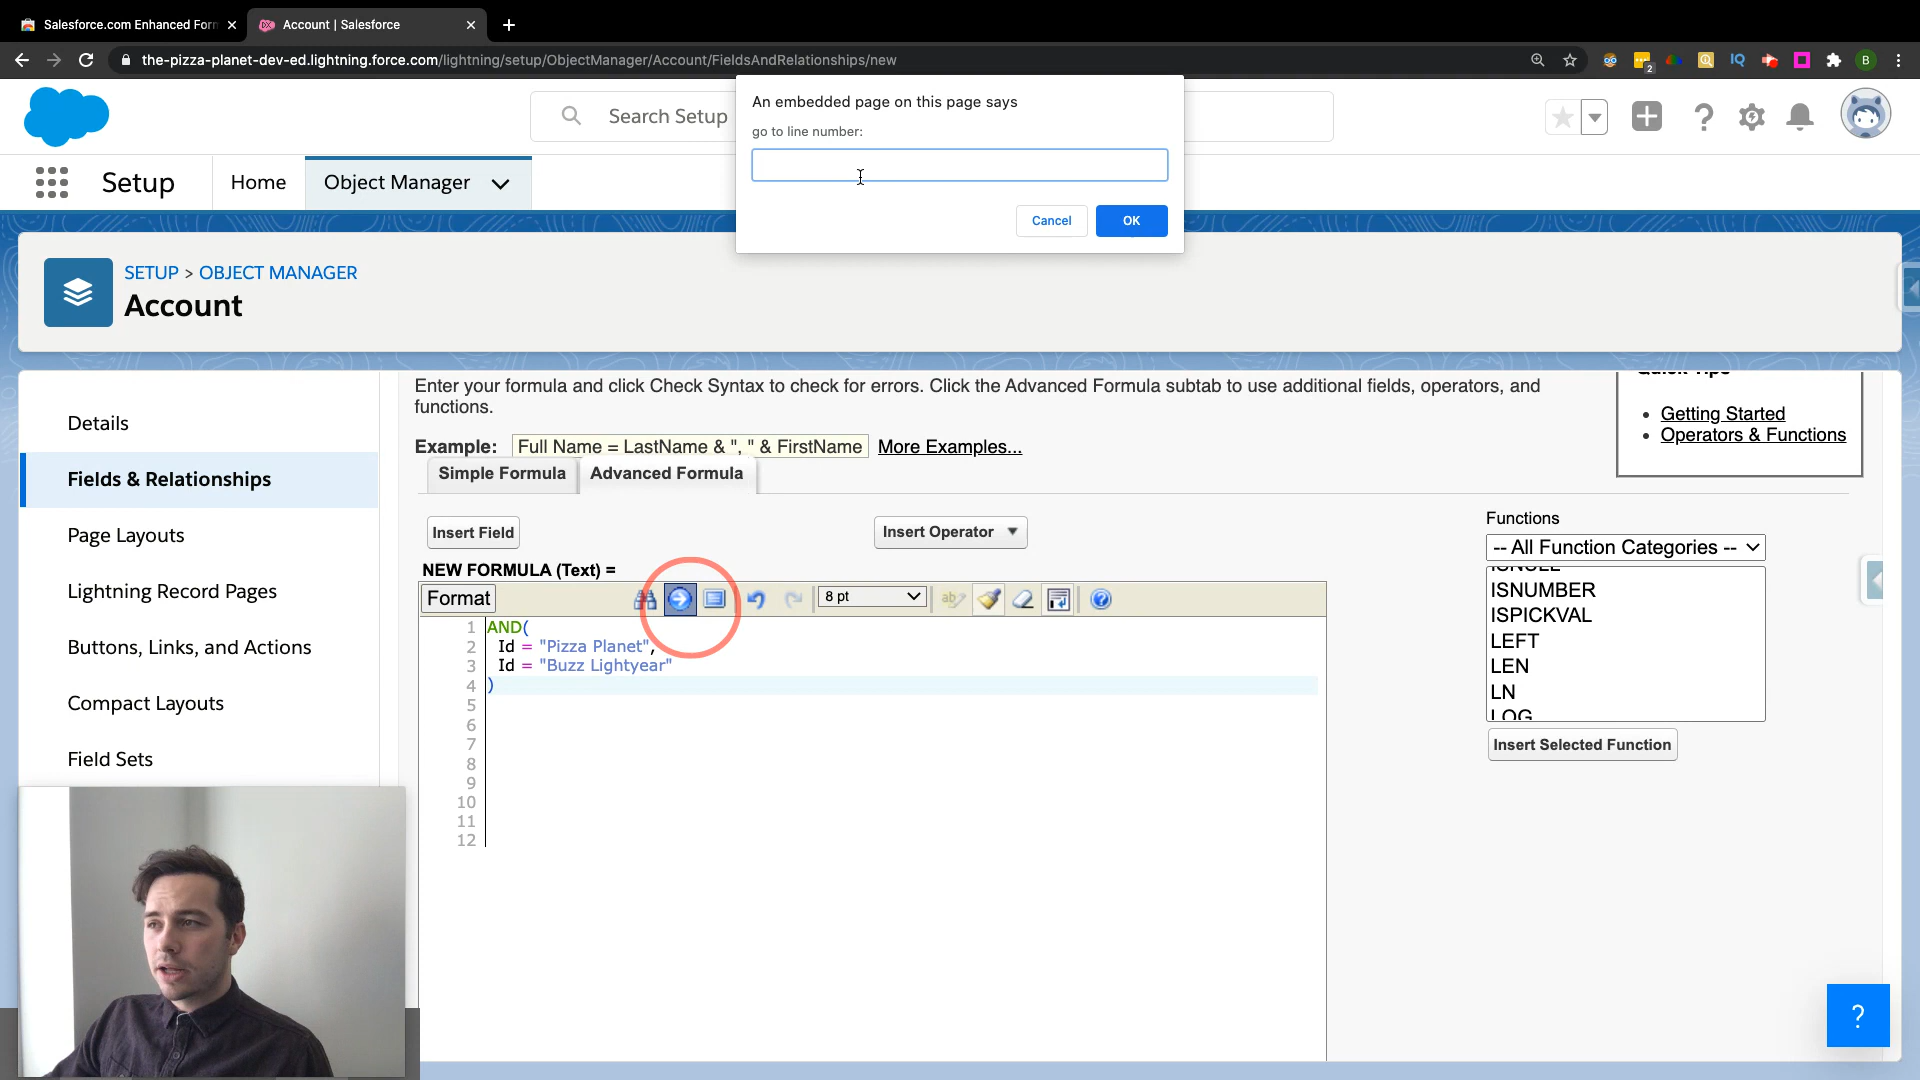 Salesforce.com Enhanced Form
Account | Salesforce
the-pizza-planet-dev-ed.lightning.force.com/lightning/setup/ObjectManager/Account/FieldsAndRelationships/new
2
IQ
B
An embedded page on this page says
go to line number:
Cancel
OK
Search Setup
Setup
Home
Object Manager
SETUP > OBJECT MANAGER
Account
Details
Fields & Relationships
Page Layouts
Lightning Record Pages
Buttons, Links, and Actions
Compact Layouts
Field Sets
Enter your formula and click Check Syntax to check for errors. Click the Advanced Formula subtab to use additional fields, operators, and
functions.
Example: Full Name = LastName & ", " & FirstName More Examples...
Quick Tips
Getting Started
Operators & Functions
Simple Formula
Advanced Formula
Insert Field
Insert Operator
NEW FORMULA (Text) =
Format
8 pt
1 AND(
2 Id = "Pizza Planet",
3 Id = "Buzz Lightyear"
4 )
5
6
7
8
9
10
11
12
Functions
-- All Function Categories --
ISNULL
ISNUMBER
ISPICKVAL
LEFT
LEN
LN
LOG
Insert Selected Function
?